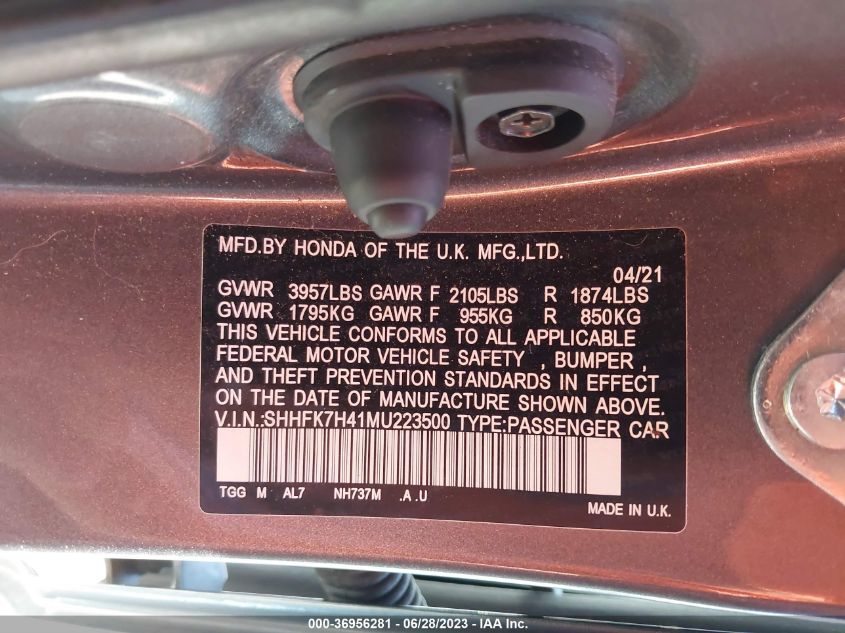 MFD.BY HONDA OF THE U.K. MFG.,LTD.
04/21
GVWR 3957LBS GAWR F 2105LBS R 1874LBS
GVWR 1795KG GAWR F 955KG R 850KG
THIS VEHICLE CONFORMS TO ALL APPLICABLE
FEDERAL MOTOR VEHICLE SAFETY , BUMPER ,
AND THEFT PREVENTION STANDARDS IN EFFECT
ON THE DATE OF MANUFACTURE SHOWN ABOVE.
V.I.N.:SHHFK7H41MU223500 TYPE:PASSENGER CAR
TGG M AL7 NH737M .A .U
MADE IN U.K.
000-36956281 - 06/28/2023 - IAA Inc.